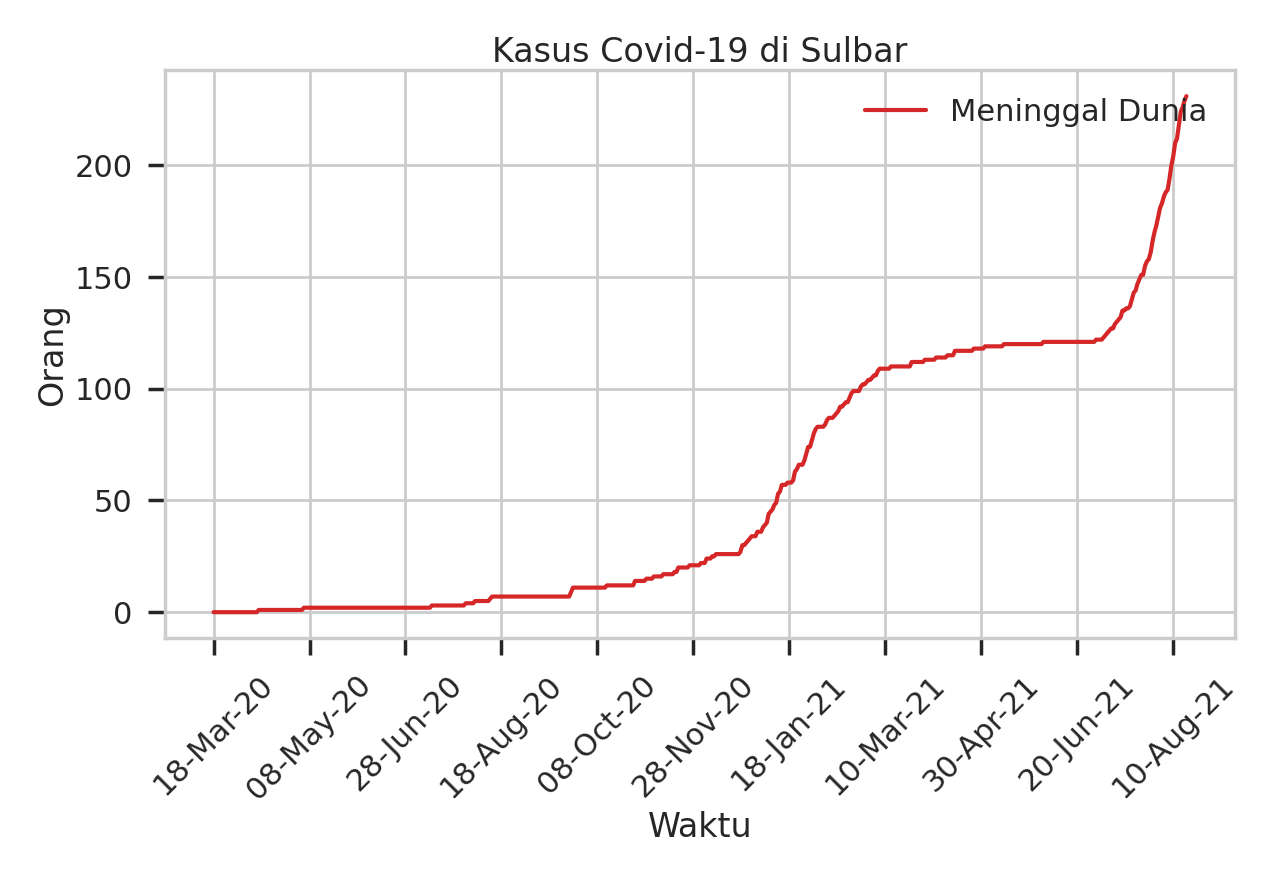 Kasus Covid-19 di Sulbar
Meninggal Dunia
Orang
200
150
100
50
0
18-Mar-20
08-May-20
28-Jun-20
18-Aug-20
08-Oct-20
28-Nov-20
18-Jan-21
10-Mar-21
30-Apr-21
20-Jun-21
10-Aug-21
Waktu